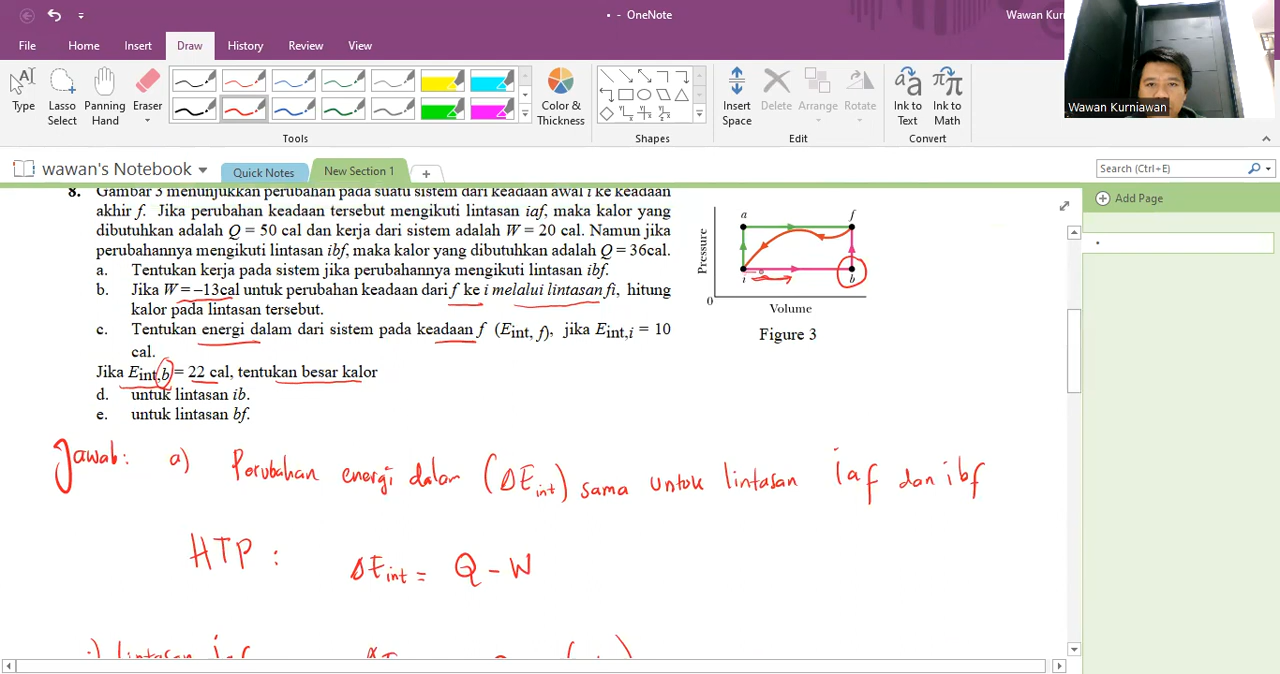 • - OneNote
Wawan Kurn
File Home Insert Draw History Review View
Type
Lasso Select
Panning Hand
Eraser
Color & Thickness
Insert Space
Delete
Arrange
Rotate
Ink to Text
Ink to Math
Tools
Shapes
Edit
Convert
Wawan Kurniawan
wawan's Notebook
Quick Notes
New Section 1
Search (Ctrl+E)
Add Page
8. Gambar 3 menunjukkan perubahan pada suatu sistem dari keadaan awal i ke keadaan
akhir f. Jika perubahan keadaan tersebut mengikuti lintasan iaf, maka kalor yang
dibutuhkan adalah Q = 50 cal dan kerja dari sistem adalah W = 20 cal. Namun jika
perubahannya mengikuti lintasan ibf, maka kalor yang dibutuhkan adalah Q = 36cal.
a. Tentukan kerja pada sistem jika perubahannya mengikuti lintasan ibf.
b. Jika W = −13cal untuk perubahan keadaan dari f ke i melalui lintasan fi, hitung
kalor pada lintasan tersebut.
c. Tentukan energi dalam dari sistem pada keadaan f (Eint, f), jika Eint,i = 10
cal.
Jika Eint,b = 22 cal, tentukan besar kalor
d. untuk lintasan ib.
e. untuk lintasan bf.
Pressure
a
f
i
b
0
Volume
Figure 3
Jawab: a) Perubahan energi dalam (ΔEint) sama untuk lintasan iaf dan ibf
HTP : ΔEint = Q - W
lintasan iaf